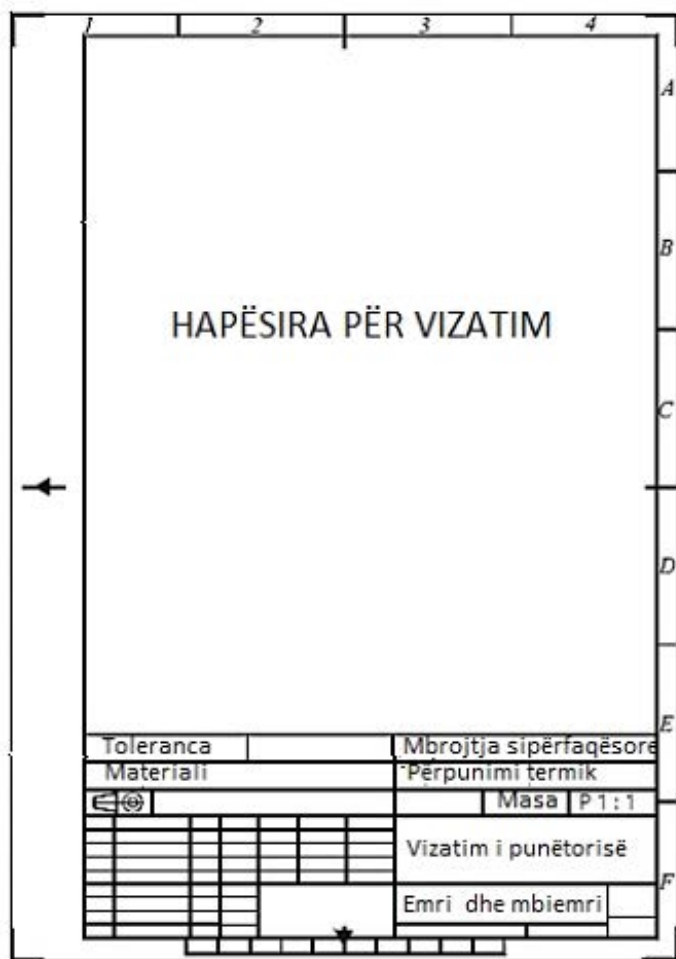 1 2 3 4
A
B
HAPËSIRA PËR VIZATIM
C
D
E
Toleranca Mbrojtja sipërfaqësore
Materiali Përpunimi termik
Masa P 1 : 1
Vizatim i punëtorisë
F
Emri dhe mbiemri